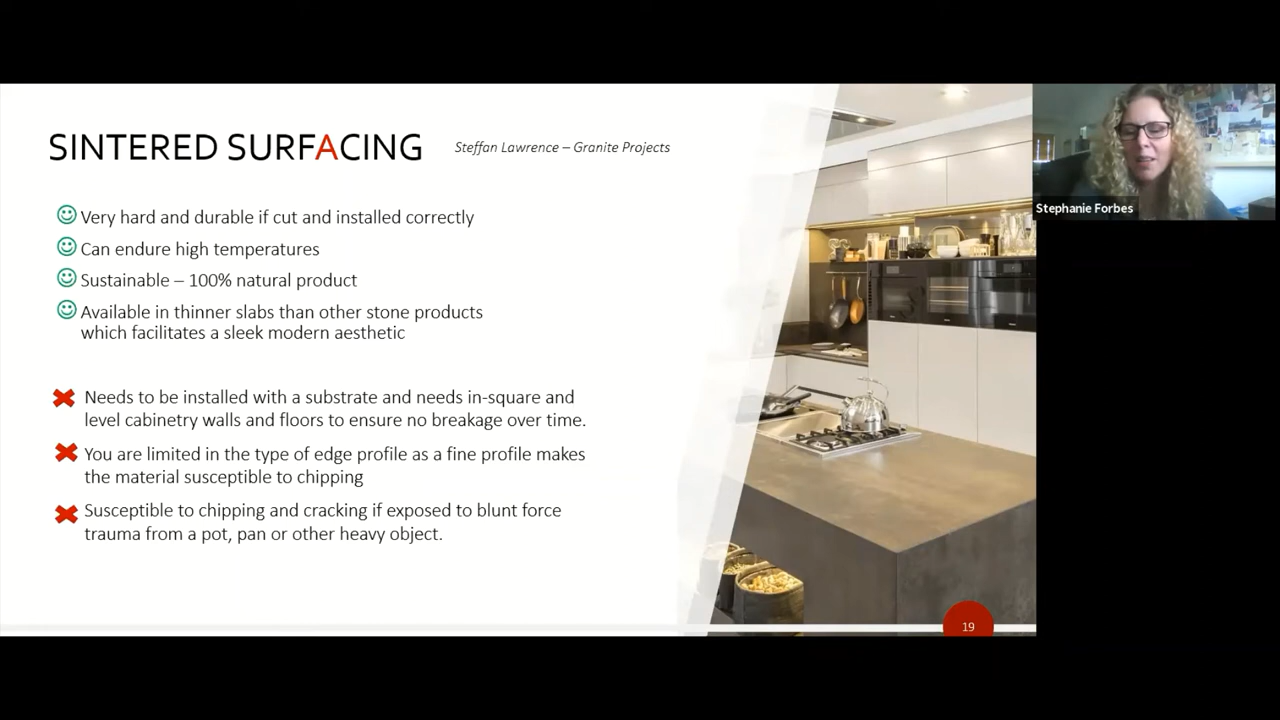 SINTERED SURFACING
Steffan Lawrence – Granite Projects
Very hard and durable if cut and installed correctly
Can endure high temperatures
Sustainable – 100% natural product
Available in thinner slabs than other stone products
which facilitates a sleek modern aesthetic
Needs to be installed with a substrate and needs in-square and
level cabinetry walls and floors to ensure no breakage over time.
You are limited in the type of edge profile as a fine profile makes
the material susceptible to chipping
Susceptible to chipping and cracking if exposed to blunt force
trauma from a pot, pan or other heavy object.
19
Stephanie Forbes